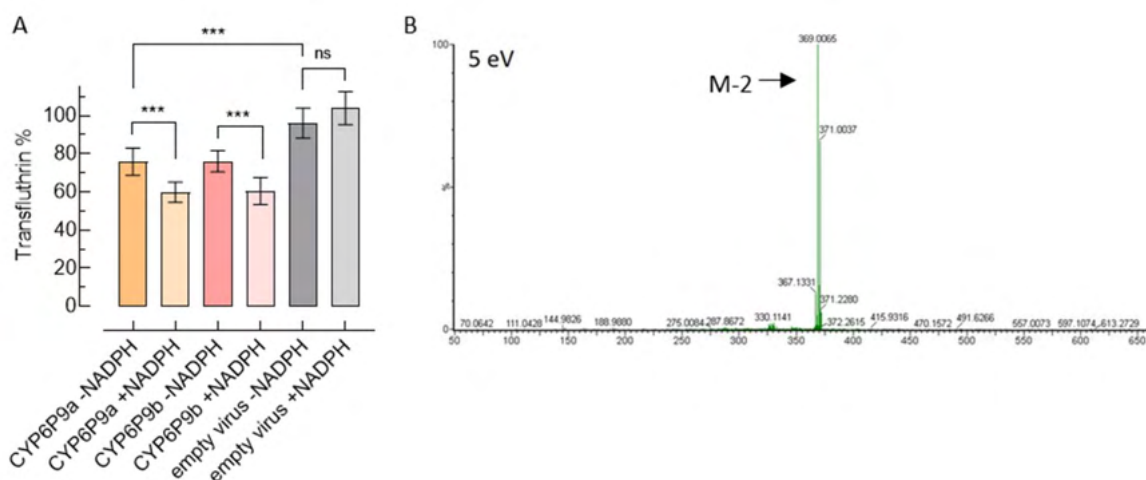 A
Transfluthrin %
100
80
60
40
20
0
***
***
***
ns
CYP6P9a -NADPH
CYP6P9a +NADPH
CYP6P9b -NADPH
CYP6P9b +NADPH
empty virus -NADPH
empty virus +NADPH
B
5 eV
M-2
100
%
0
369.0065
371.0037
367.1331
371.2280
70.0642 111.0428 144.9826 188.9880 275.0084 287.8672 330.1141 372.2615 415.9316 470.1572 491.6266 557.0073 597.1074 613.2729
50 100 150 200 250 300 350 400 450 500 550 600 650